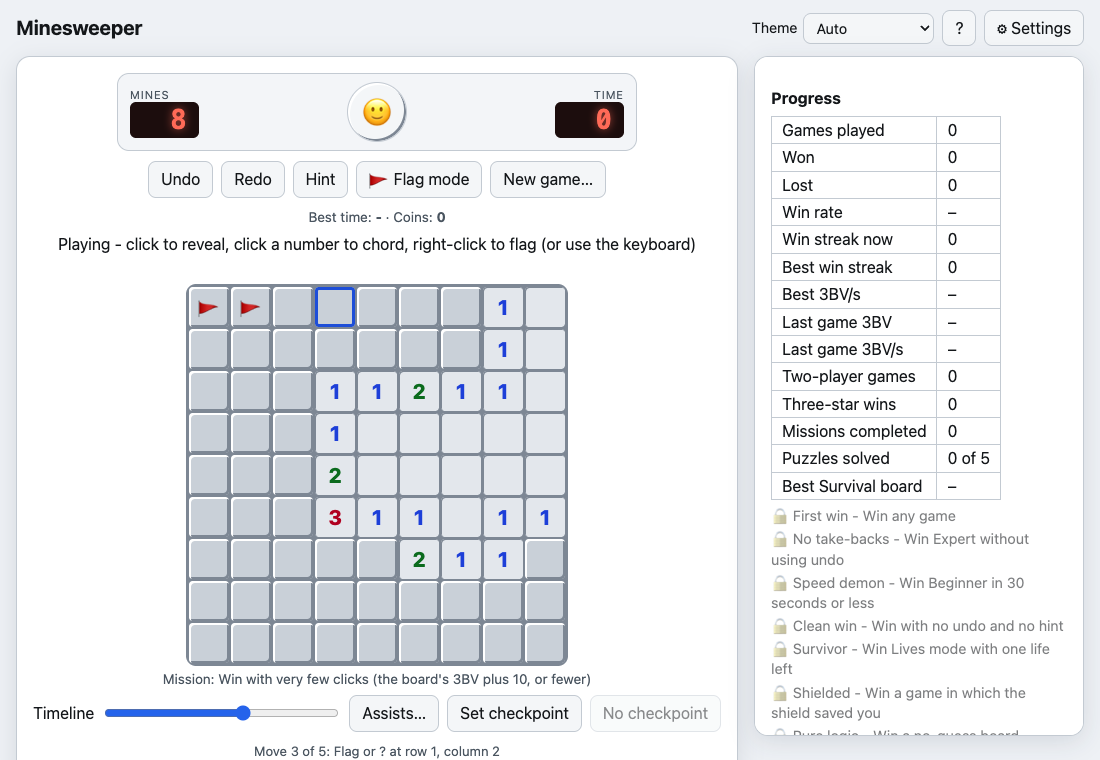 Minesweeper
Theme Auto ? ⚙ Settings
MINES
8
TIME
0
Undo Redo Hint Flag mode New game...
Best time: - · Coins: 0
Playing - click to reveal, click a number to chord, right-click to flag (or use the keyboard)
1
1
1 1 2 1 1
1
2
3 1 1 1 1
2 1 1
Mission: Win with very few clicks (the board's 3BV plus 10, or fewer)
Timeline Assists... Set checkpoint No checkpoint
Move 3 of 5: Flag or ? at row 1, column 2
Progress
Games played 0
Won 0
Lost 0
Win rate –
Win streak now 0
Best win streak 0
Best 3BV/s –
Last game 3BV –
Last game 3BV/s –
Two-player games 0
Three-star wins 0
Missions completed 0
Puzzles solved 0 of 5
Best Survival board –
First win - Win any game
No take-backs - Win Expert without
using undo
Speed demon - Win Beginner in 30
seconds or less
Clean win - Win with no undo and no hint
Survivor - Win Lives mode with one life
left
Shielded - Win a game in which the
shield saved you
Pure logic - Win a no-guess board